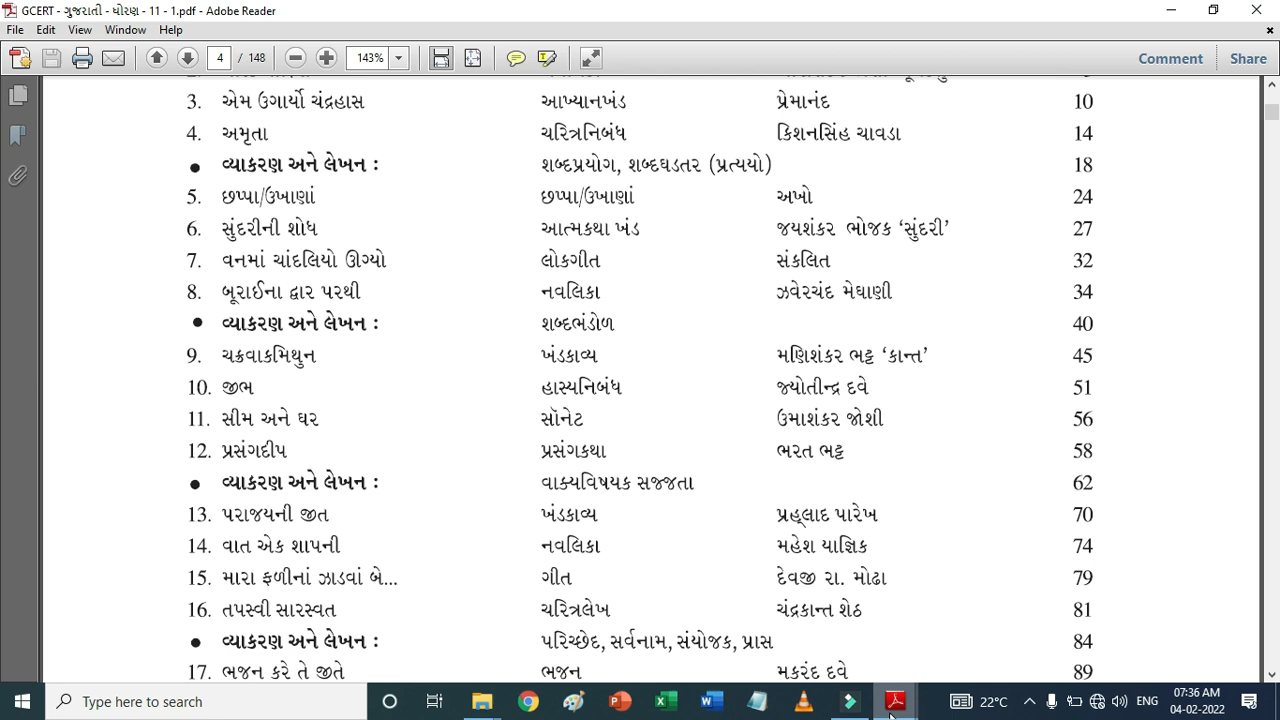 GCERT - ગુજરાતી - ધોરણ - 11 - 1.pdf - Adobe Reader
File Edit View Window Help
4 / 148 143% Comment Share
3. એમ ઉગાર્યો ચંદ્રહાસ આખ્યાનખંડ પ્રેમાનંદ 10
4. અમૃતા ચરિત્રનિબંધ કિશનસિંહ ચાવડા 14
• વ્યાકરણ અને લેખન : શબ્દપ્રયોગ, શબ્દઘડતર (પ્રત્યયો) 18
5. છપ્પા/ઉખાણાં છપ્પા/ઉખાણાં અખો 24
6. સુંદરીની શોધ આત્મકથા ખંડ જયશંકર ભોજક ‘સુંદરી’ 27
7. વનમાં ચાંદલિયો ઊગ્યો લોકગીત સંકલિત 32
8. બૂરાઈના દ્વાર પરથી નવલિકા ઝવેરચંદ મેઘાણી 34
• વ્યાકરણ અને લેખન : શબ્દભંડોળ 40
9. ચક્રવાકમિથુન ખંડકાવ્ય મણિશંકર ભટ્ટ ‘કાન્ત’ 45
10. જીભ હાસ્યનિબંધ જ્યોતીન્દ્ર દવે 51
11. સીમ અને ઘર સૉનેટ ઉમાશંકર જોશી 56
12. પ્રસંગદીપ પ્રસંગકથા ભરત ભટ્ટ 58
• વ્યાકરણ અને લેખન : વાક્યવિષયક સજ્જતા 62
13. પરાજયની જીત ખંડકાવ્ય પ્રહ્લાદ પારેખ 70
14. વાત એક શાપની નવલિકા મહેશ યાજ્ઞિક 74
15. મારા ફળીનાં ઝાડવાં બે... ગીત દેવજી રા. મોઢા 79
16. તપસ્વી સારસ્વત ચરિત્રલેખ ચંદ્રકાન્ત શેઠ 81
• વ્યાકરણ અને લેખન : પરિચ્છેદ, સર્વનામ, સંયોજક, પ્રાસ 84
17. ભજન કરે તે જીતે ભજન મકરંદ દવે 89
Type here to search 22°C ENG 07:36 AM
04-02-2022